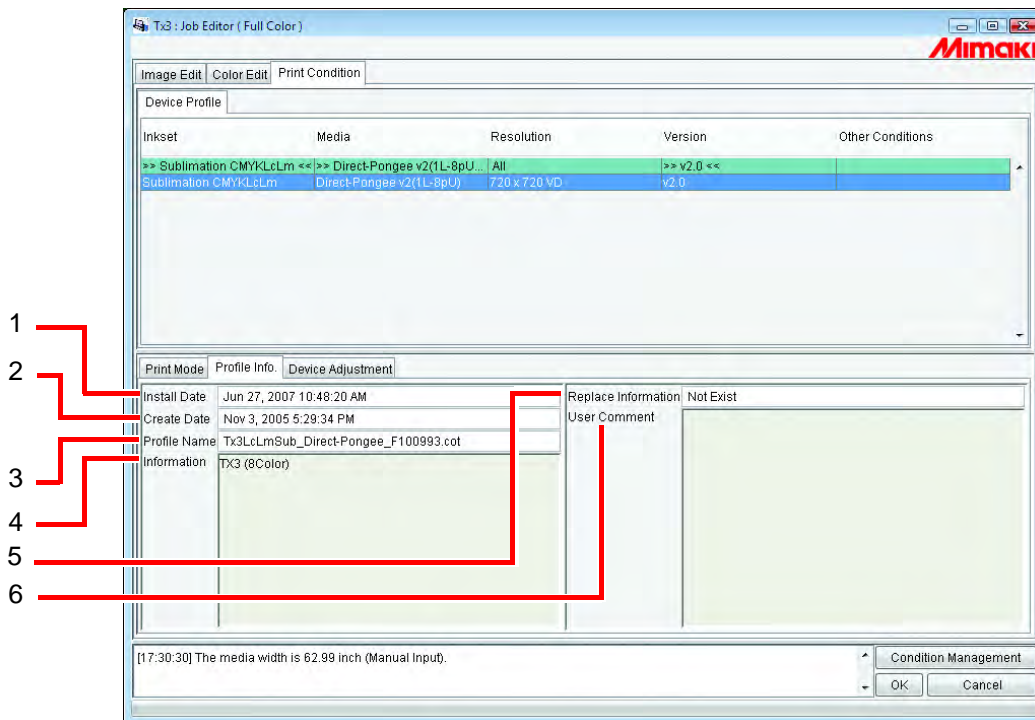 Tx3 : Job Editor ( Full Color )
Mimaki
Image Edit Color Edit Print Condition
Device Profile
Inkset Media Resolution Version Other Conditions
>> Sublimation CMYKLcLm << >> Direct-Pongee v2(1L-8pU... All >> v2.0 <<
Sublimation CMYKLcLm Direct-Pongee v2(1L-8pU) 720 x 720 VD v2.0
Print Mode Profile Info. Device Adjustment
1
Install Date Jun 27, 2007 10:48:20 AM
2
Create Date Nov 3, 2005 5:29:34 PM
3
Profile Name Tx3LcLmSub_Direct-Pongee_F100993.cot
4
Information TX3 (8Color)
5
Replace Information Not Exist
6
User Comment
[17:30:30] The media width is 62.99 inch (Manual Input).
Condition Management
OK Cancel